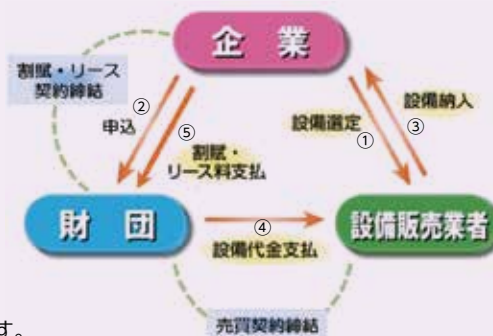 企業
割賦・リース
契約締結
②
申込
⑤
割賦・
リース料支払
設備選定
①
設備納入
③
財団
④
設備代金支払
設備販売業者
売買契約締結
す。